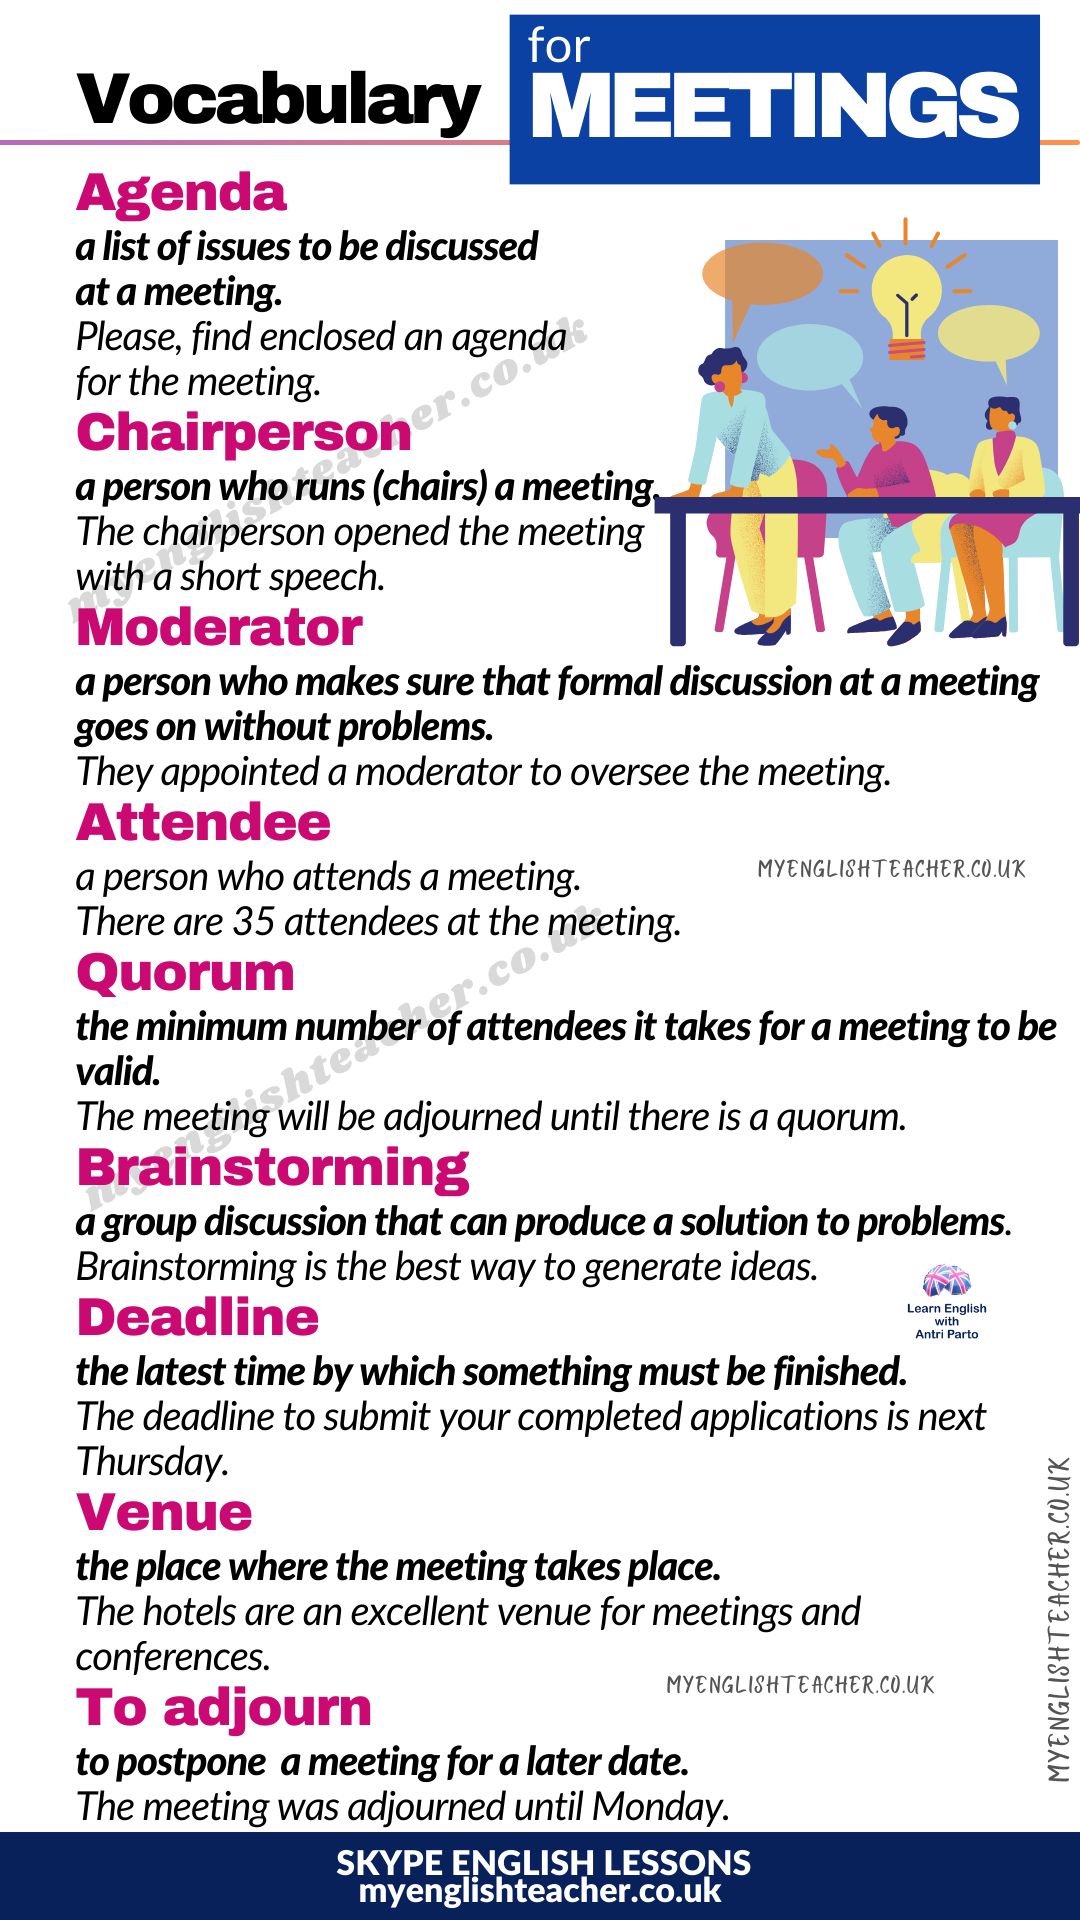 Vocabulary
for
MEETINGS
Agenda
a list of issues to be discussed
at a meeting.
Please, find enclosed an agenda
for the meeting.
myenglishteacher.co.uk
Chairperson
a person who runs (chairs) a meeting.
The chairperson opened the meeting
with a short speech.
Moderator
a person who makes sure that formal discussion at a meeting
goes on without problems.
They appointed a moderator to oversee the meeting.
Attendee
a person who attends a meeting.
MYENGLISHTEACHER.CO.UK
There are 35 attendees at the meeting.
myenglishteacher.co.uk
Quorum
the minimum number of attendees it takes for a meeting to be
valid.
The meeting will be adjourned until there is a quorum.
Brainstorming
a group discussion that can produce a solution to problems.
Brainstorming is the best way to generate ideas.
Learn English
with
Antri Parto
Deadline
the latest time by which something must be finished.
The deadline to submit your completed applications is next
Thursday.
Venue
the place where the meeting takes place.
The hotels are an excellent venue for meetings and
conferences.
MYENGLISHTEACHER.CO.UK
MYENGLISHTEACHER.CO.UK
To adjourn
to postpone a meeting for a later date.
The meeting was adjourned until Monday.
SKYPE ENGLISH LESSONS
myenglishteacher.co.uk